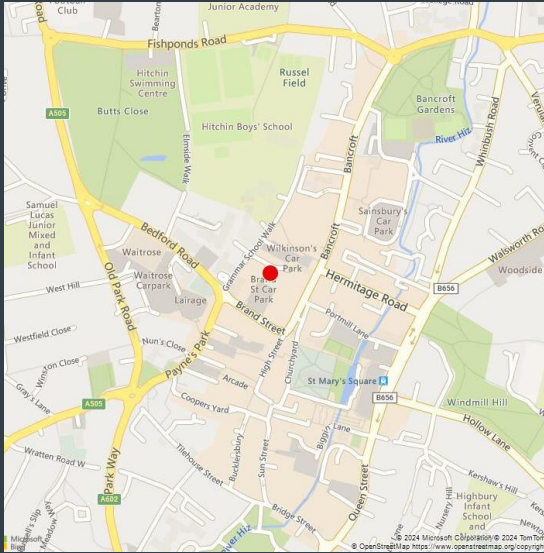 Club
Road
Bearton
Junior Academy
Fishponds Road
Hitchin
Swimming
Centre
Russel
Field
Butts Close
Bancroft
Gardens
A505
Hitchin Boys' School
River Hiz
Elmside Walk
Bancroft
Whinbush Road
Samuel
Lucas
Junior
Mixed
and
Infant
School
Sainsbury's
Car
Park
Bedford Road
Grammar School Walk
Bancroft
Walsworth Ro
Waitrose
Wilkinson's
Car
Park
Woodside
Waitrose
Carpark
St Car
Park
Hermitage Road
B656
West Hill
Old Park Road
Lairage
Brand Street
Portmill Lane
Westfield Close
Nun's Close
Payne's Park
High Street
Churchyard
Winston Close
Arcade
St Mary's Square
B656
Windmill Hill
Gray's Lane
A505
Coopers Yard
Hollow Lane
Wratten Road W
Tilehouse Street
Bucklersbury
Sun Street
Biggin Lane
Park Way
Queen Street
Kershaw's Hill
Nursery Hill
A602
Bridge Street
Highbury
Infant
School
and
River Hiz
© 2024 Microsoft Corporation © 2024 TomTom
© OpenStreetMap https://www.openstreetmap.org/copyright